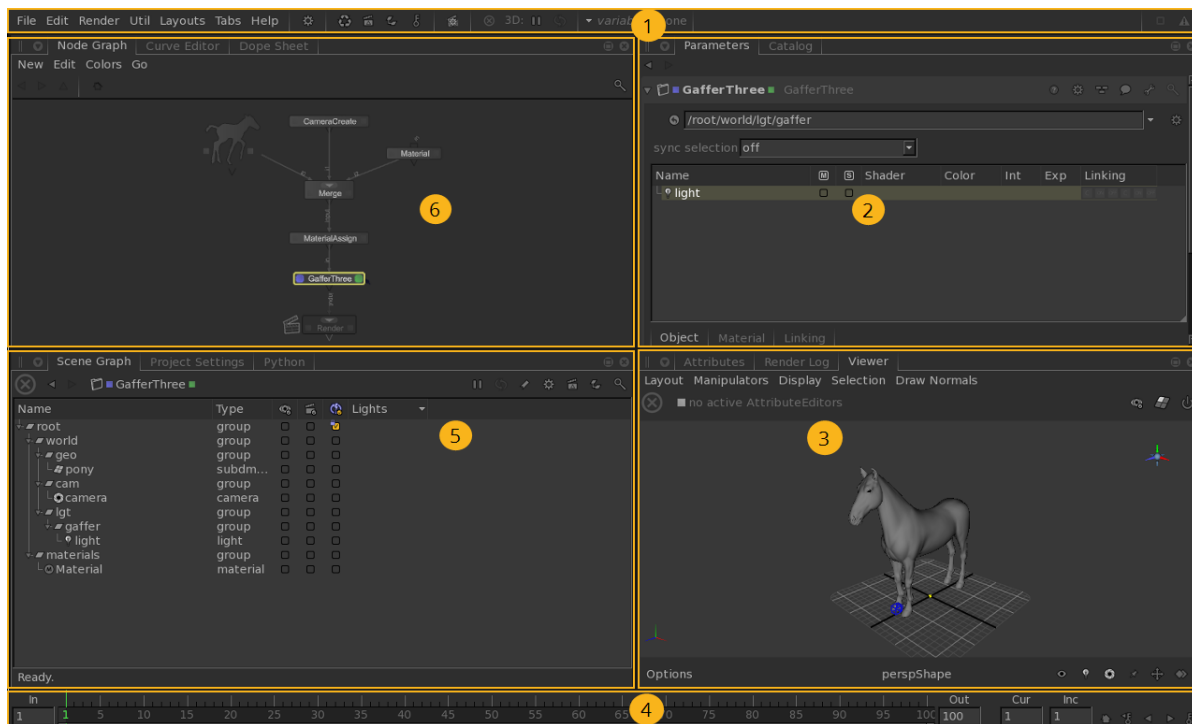 File Edit Render Util Layouts Tabs Help 3D:
1
Node Graph Curve Editor Dope Sheet
New Edit Colors Go
CameraCreate
Material
Merge
MaterialAssign
GafferThree
Render
6
Parameters Catalog
GafferThree GafferThree
/root/world/lgt/gaffer
sync selection off
Name M S Shader Color Int Exp Linking
light
2
Object Material Linking
Scene Graph Project Settings Python
GafferThree
Name Type Lights
root group
5
world group
geo group
pony subdm...
cam group
camera camera
lgt group
gaffer group
light light
materials group
Material material
Ready.
Attributes Render Log Viewer
Layout Manipulators Display Selection Draw Normals
no active AttributeEditors
3
Options perspShape
In Out Cur Inc
1 1 5 10 15 20 25 30 35 40 45 50 55 60 65 70 75 80 85 90 95 100 100 1 1
4